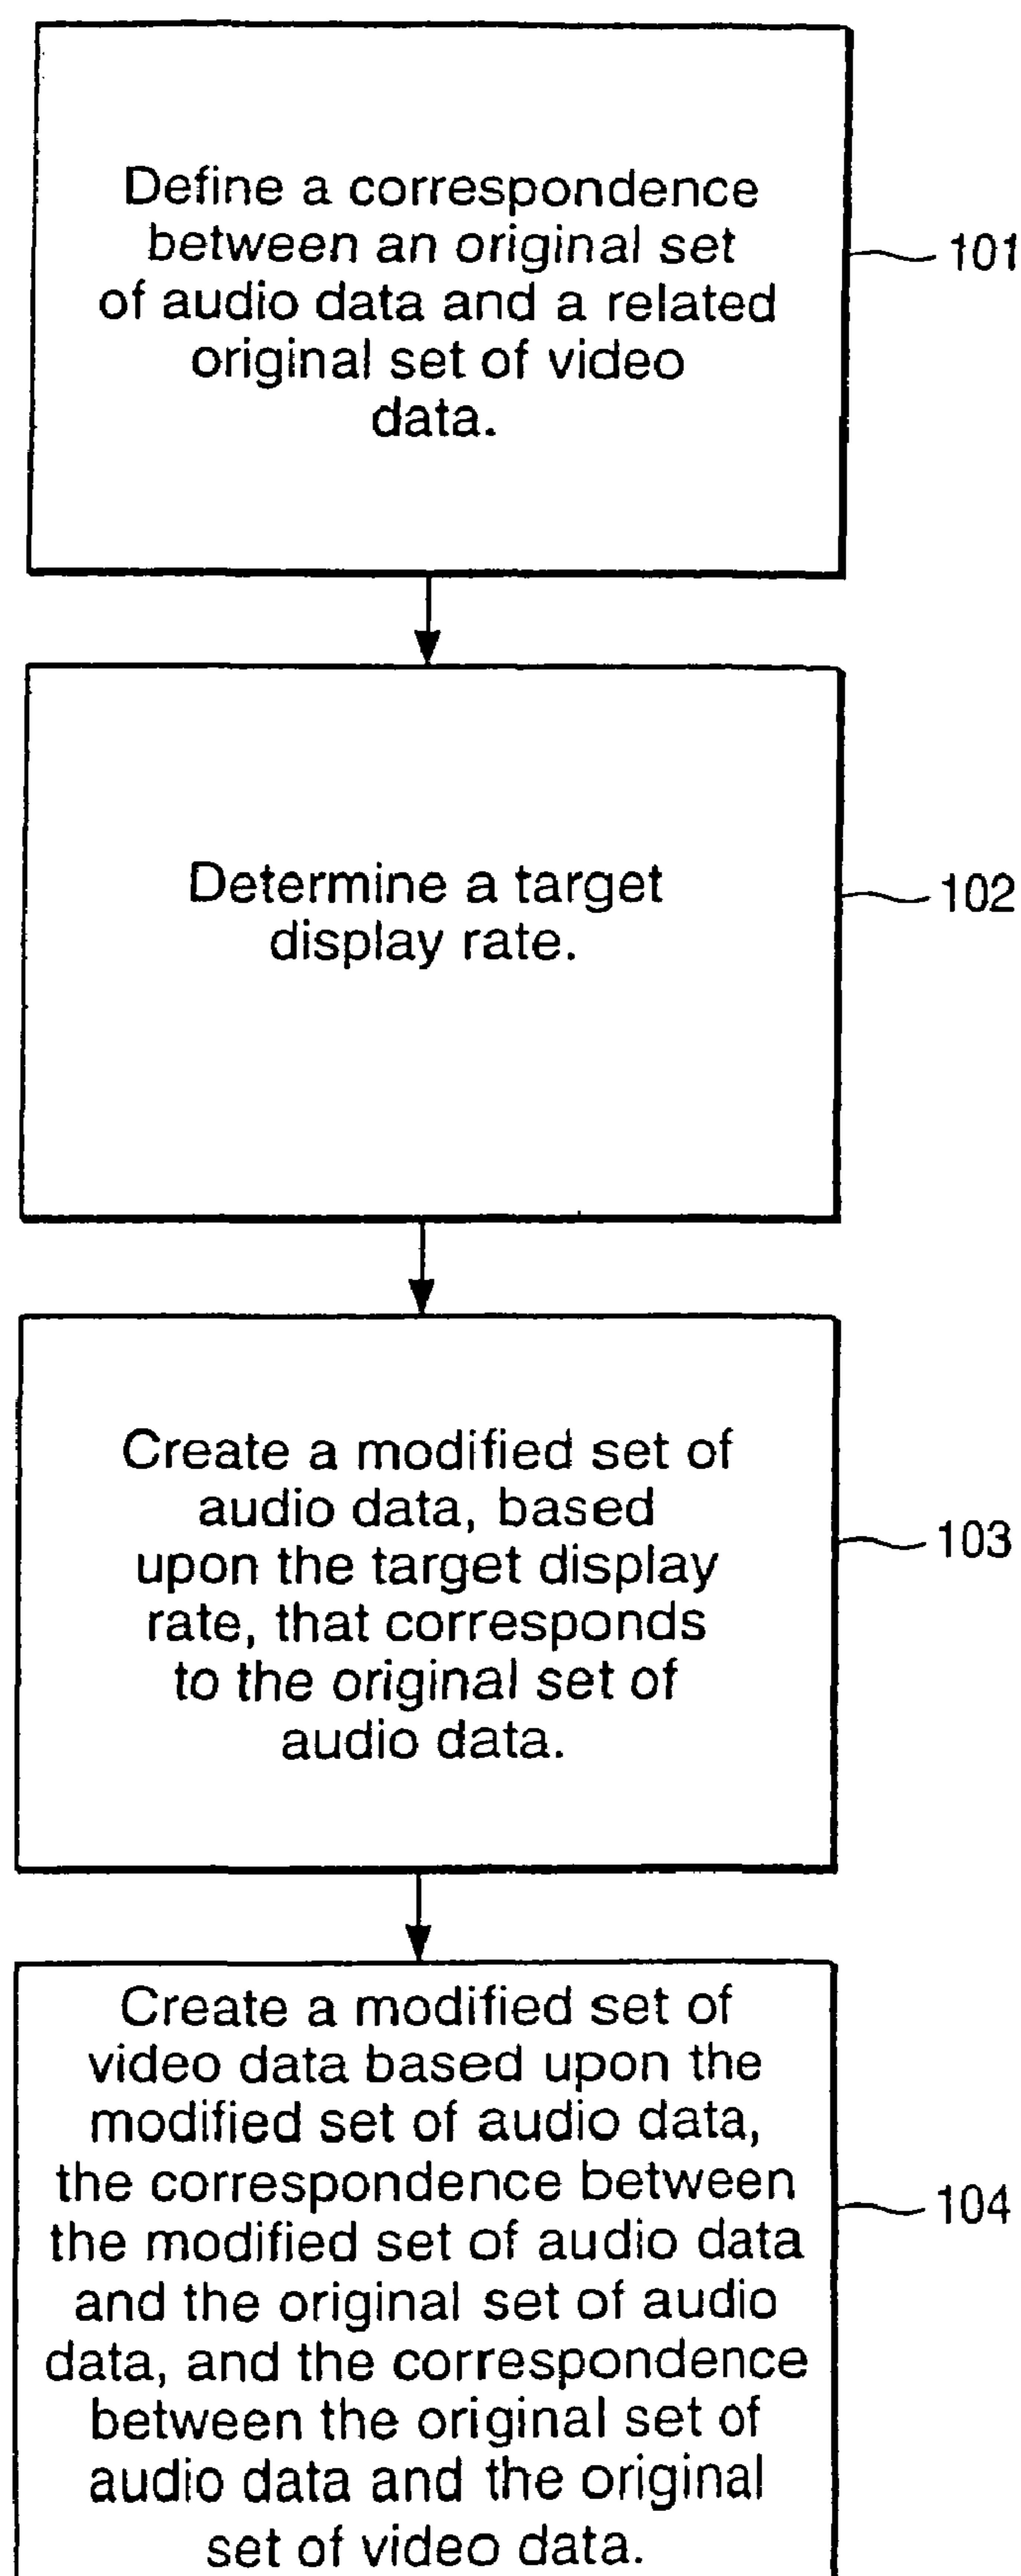 Define a correspondence
between an original set
of audio data and a related
original set of video
data.
101
Determine a target
display rate.
102
Create a modified set of
audio data, based
upon the target display
rate, that corresponds
to the original set of
audio data.
103
Create a modified set of
video data based upon the
modified set of audio data,
the correspondence between
the modified set of audio data
and the original set of audio
data, and the correspondence
between the original set of
audio data and the original
set of video data.
104